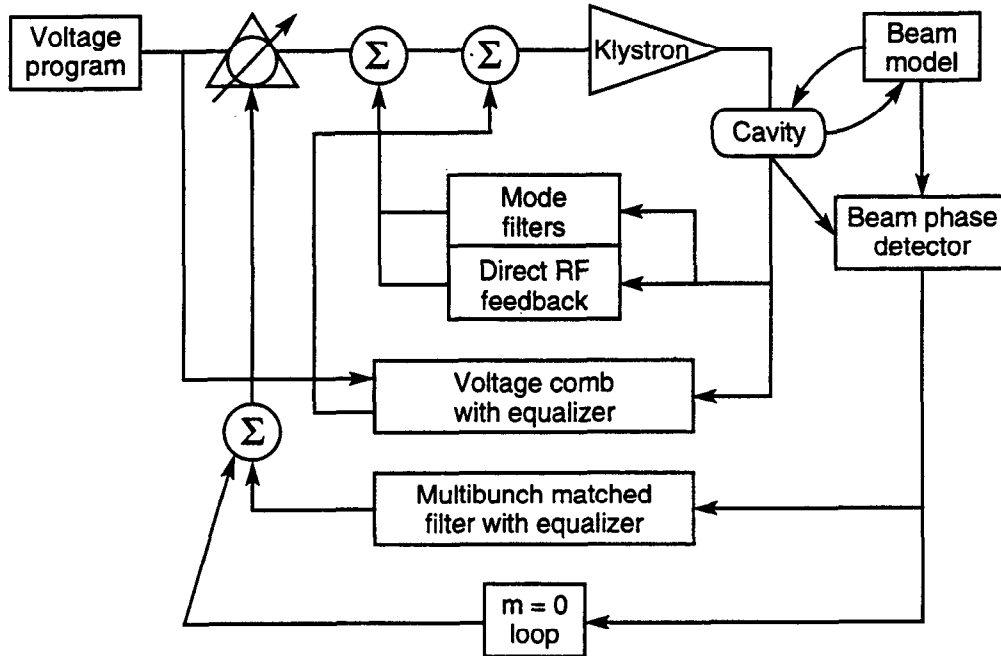 Voltage
program
Σ
Σ
Klystron
Beam
model
Cavity
Mode
filters
Beam phase
detector
Direct RF
feedback
Voltage comb
with equalizer
Σ
Multibunch matched
filter with equalizer
m = 0
loop